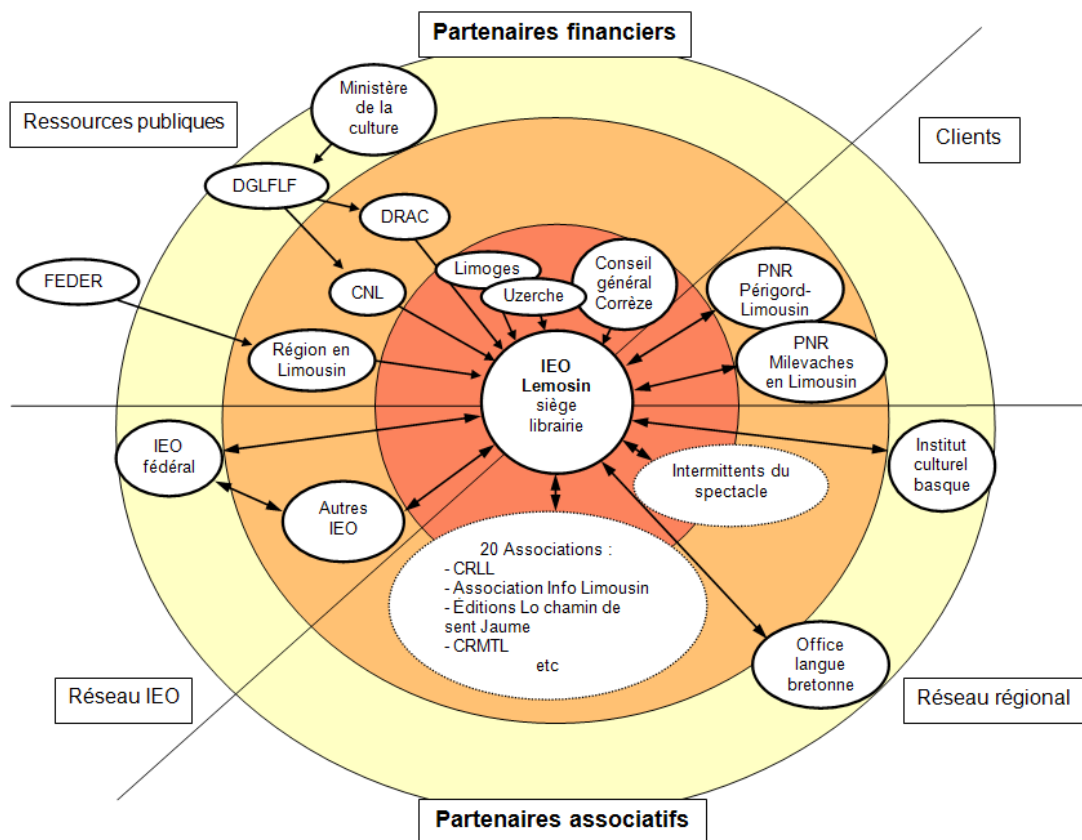 Partenaires financiers
Ressources publiques
Clients
Ministère
de la
culture
DGLFLF
DRAC
FEDER
CNL
Limoges
Uzerche
Conseil
général
Corrèze
PNR
Périgord-
Limousin
PNR
Milevaches
en Limousin
Région en
Limousin
IEO
Lemosin
siège
librairie
IEO
fédéral
Autres
IEO
Intermittents du
spectacle
Institut
culturel
basque
20 Associations :
- CRLL
- Association Info Limousin
- Éditions Lo chamin de
sent Jaume
- CRMTL
etc
Office
langue
bretonne
Réseau IEO
Réseau régional
Partenaires associatifs